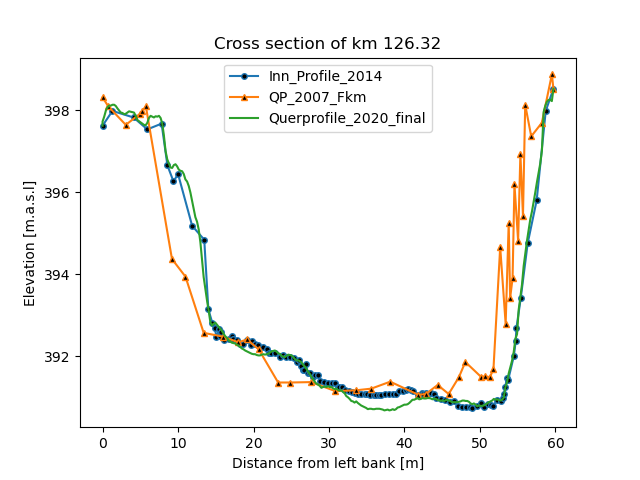 Cross section of km 126.32
Inn_Profile_2014
QP_2007_Fkm
Querprofile_2020_final
Elevation [m.a.s.l]
398
396
394
392
0 10 20 30 40 50 60
Distance from left bank [m]